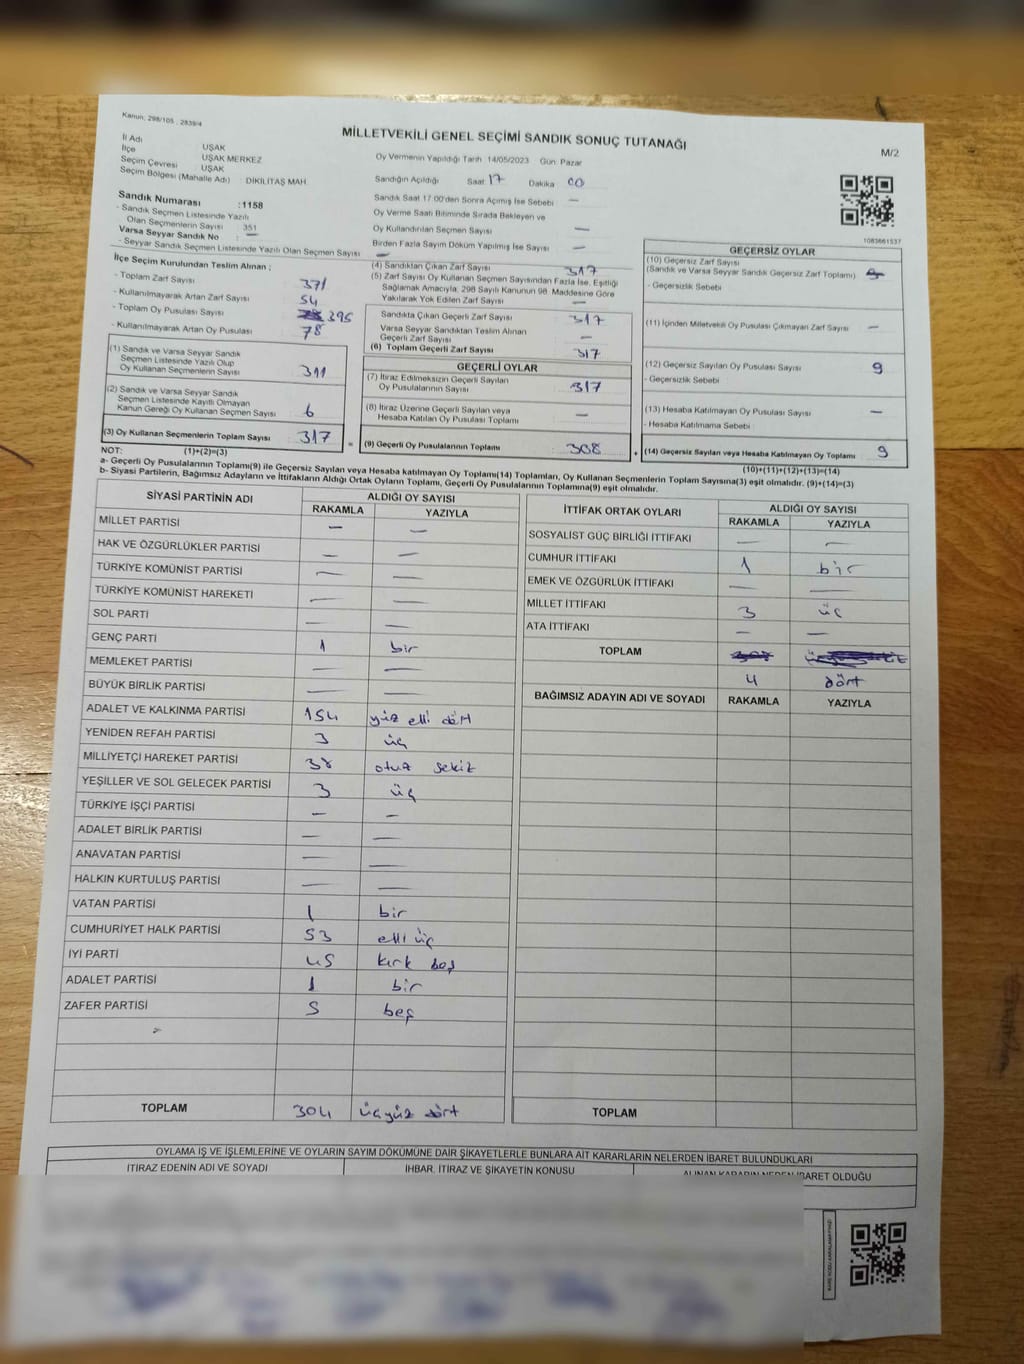 Kanun, 298/105 , 2839/4
MİLLETVEKİLİ GENEL SEÇİMİ SANDIK SONUÇ TUTANAĞI
M/2
İl Adı UŞAK
İlçe UŞAK MERKEZ
Seçim Çevresi UŞAK
Seçim Bölgesi (Mahalle Adı) : DİKİLİTAŞ MAH.
Oy Vermenin Yapıldığı Tarih 14/05/2023 Gün: Pazar
Sandığın Açıldığı Saat 17 Dakika 00
Sandık Saat 17:00'den Sonra Açımış İse Sebebi —
Oy Verme Saati Bitiminde Sırada Bekleyen ve
Oy Kullandırılan Seçmen Sayısı —
Birden Fazla Sayım Döküm Yapılmış İse Sayısı —
1083661537
Sandık Numarası :1158
- Sandık Seçmen Listesinde Yazılı
Olan Seçmenlerin Sayısı 351
Varsa Seyyar Sandık No —
- Seyyar Sandık Seçmen Listesinde Yazılı Olan Seçmen Sayısı —
İlçe Seçim Kurulundan Teslim Alınan ;
- Toplam Zarf Sayısı 371
- Kullanılmayarak Artan Zarf Sayısı 54
- Toplam Oy Pusulası Sayısı 395
- Kullanılmayarak Artan Oy Pusulası 78
(1) Sandık ve Varsa Seyyar Sandık
Seçmen Listesinde Yazılı Olup
Oy Kullanan Seçmenlerin Sayısı 311
(2) Sandık ve Varsa Seyyar Sandık
Seçmen Listesinde Kayıtlı Olmayan
Kanun Gereği Oy Kullanan Seçmen Sayısı 6
(3) Oy Kullanan Seçmenlerin Toplam Sayısı 317
(1)+(2)=(3)
(4) Sandıktan Çıkan Zarf Sayısı 317
(5) Zarf Sayısı Oy Kullanan Seçmen Sayısından Fazla İse, Eşitliği
Sağlamak Amacıyla, 298 Sayılı Kanunun 98. Maddesine Göre
Yakılarak Yok Edilen Zarf Sayısı —
Sandıkta Çıkan Geçerli Zarf Sayısı 317
Varsa Seyyar Sandıktan Teslim Alınan
Geçerli Zarf Sayısı —
(6) Toplam Geçerli Zarf Sayısı 317
GEÇERLİ OYLAR
(7) İtiraz Edilmeksizin Geçerli Sayılan
Oy Pusulalarının Sayısı 317
(8) İtiraz Üzerine Geçerli Sayılan veya
Hesaba Katılan Oy Pusulası Toplamı —
= (9) Geçerli Oy Pusulalarının Toplamı 308
GEÇERSİZ OYLAR
(10) Geçersiz Zarf Sayısı
(Sandık ve Varsa Seyyar Sandık Geçersiz Zarf Toplamı)
- Geçersizlik Sebebi
(11) İçinden Milletvekili Oy Pusulası Çıkmayan Zarf Sayısı —
(12) Geçersiz Sayılan Oy Pusulası Sayısı 9
- Geçersizlik Sebebi
(13) Hesaba Katılmayan Oy Pusulası Sayısı —
- Hesaba Katılmama Sebebi :
+ (14) Geçersiz Sayılan veya Hesaba Katılmayan Oy Toplamı 9
(10)+(11)+(12)+(13)=(14)
NOT:
a- Geçerli Oy Pusulalarının Toplamı(9) ile Geçersiz Sayılan veya Hesaba katılmayan Oy Toplamı(14) Toplamları, Oy Kullanan Seçmenlerin Toplam Sayısına(3) eşit olmalıdır. (9)+(14)=(3)
b- Siyasi Partilerin, Bağımsız Adayların ve İttifakların Aldığı Ortak Oyların Toplamı, Geçerli Oy Pusulalarının Toplamına(9) eşit olmalıdır.
SİYASİ PARTİNİN ADI ALDIĞI OY SAYISI
RAKAMLA YAZIYLA
MİLLET PARTİSİ — —
HAK VE ÖZGÜRLÜKLER PARTİSİ — —
TÜRKİYE KOMÜNİST PARTİSİ — —
TÜRKİYE KOMÜNİST HAREKETİ — —
SOL PARTİ — —
GENÇ PARTİ 1 bir
MEMLEKET PARTİSİ — —
BÜYÜK BİRLİK PARTİSİ — —
ADALET VE KALKINMA PARTİSİ 154 yüz elli dört
YENİDEN REFAH PARTİSİ 3 üç
MİLLİYETÇİ HAREKET PARTİSİ 38 otuz sekiz
YEŞİLLER VE SOL GELECEK PARTİSİ 3 üç
TÜRKİYE İŞÇİ PARTİSİ — —
ADALET BİRLİK PARTİSİ — —
ANAVATAN PARTİSİ — —
HALKIN KURTULUŞ PARTİSİ — —
VATAN PARTİSİ 1 bir
CUMHURİYET HALK PARTİSİ 53 elli üç
İYİ PARTİ 45 kırk beş
ADALET PARTİSİ 1 bir
ZAFER PARTİSİ 5 beş
TOPLAM 304 üçyüz dört
İTTİFAK ORTAK OYLARI ALDIĞI OY SAYISI
RAKAMLA YAZIYLA
SOSYALİST GÜÇ BİRLİĞİ İTTİFAKI — —
CUMHUR İTTİFAKI 1 bir
EMEK VE ÖZGÜRLÜK İTTİFAKI — —
MİLLET İTTİFAKI 3 üç
ATA İTTİFAKI — —
TOPLAM
4 dört
BAĞIMSIZ ADAYIN ADI VE SOYADI RAKAMLA YAZIYLA
TOPLAM
OYLAMA İŞ VE İŞLEMLERİNE VE OYLARIN SAYIM DÖKÜMÜNE DAİR ŞİKAYETLERLE BUNLARA AİT KARARLARIN NELERDEN İBARET BULUNDUKLARI
İTİRAZ EDENİN ADI VE SOYADI İHBAR, İTİRAZ VE ŞİKAYETİN KONUSU ALINAN KARARIN NEDEN İBARET OLDUĞU